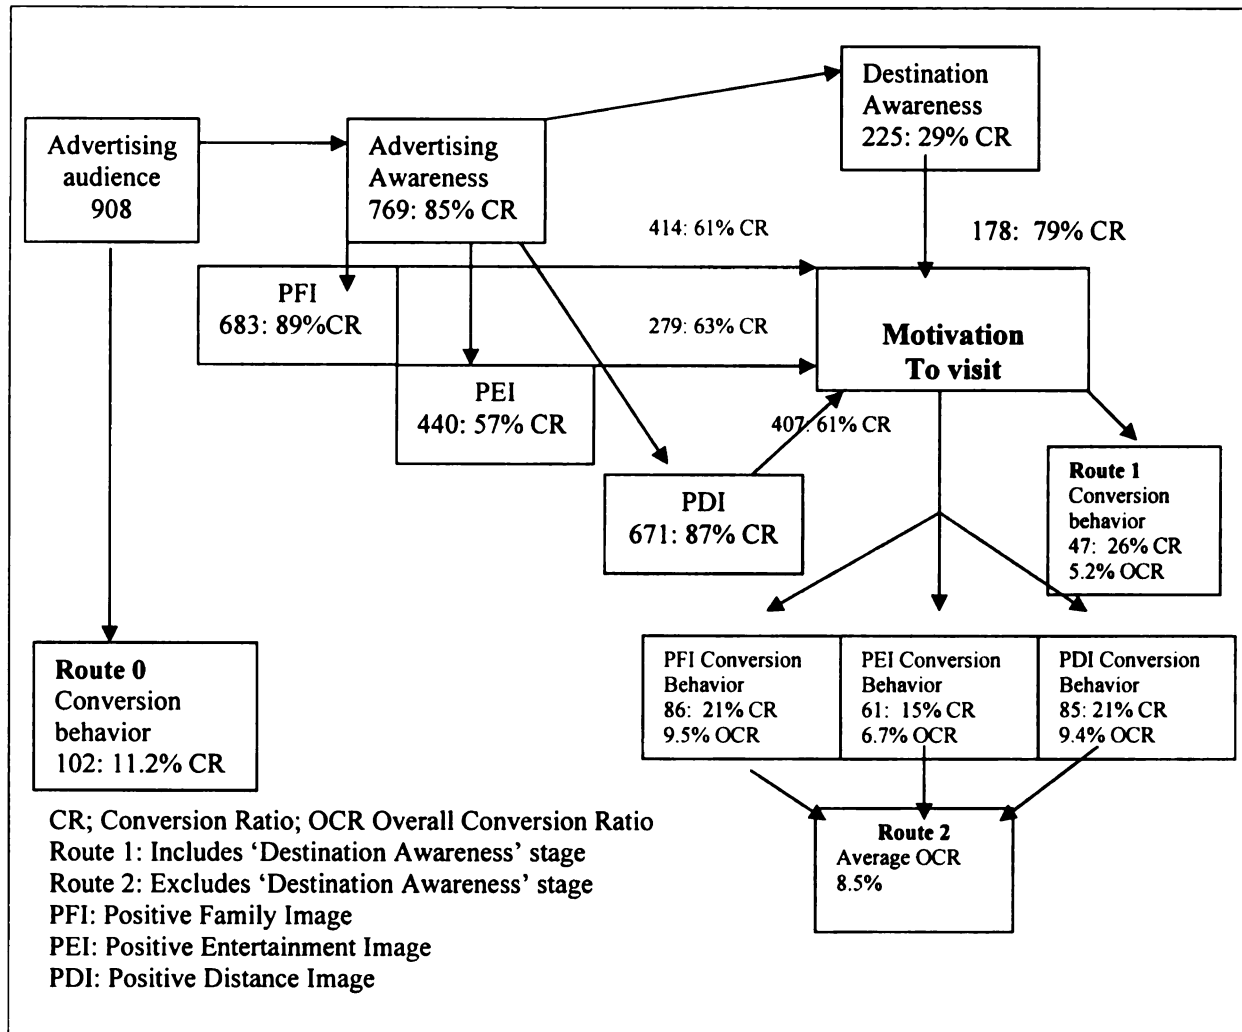 Destination
Awareness
225: 29% CR
Advertising
audience
908
Advertising
Awareness
769: 85% CR
414: 61% CR
178: 79% CR
PFI
683: 89%CR
279: 63% CR
Motivation
To visit
PEI
440: 57% CR
407: 61% CR
PDI
671: 87% CR
Route 1
Conversion
behavior
47: 26% CR
5.2% OCR
Route 0
Conversion
behavior
102: 11.2% CR
PFI Conversion
Behavior
86: 21% CR
9.5% OCR
PEI Conversion
Behavior
61: 15% CR
6.7% OCR
PDI Conversion
Behavior
85: 21% CR
9.4% OCR
Route 2
Average OCR
8.5%
CR; Conversion Ratio; OCR Overall Conversion Ratio
Route 1: Includes ‘Destination Awareness’ stage
Route 2: Excludes ‘Destination Awareness’ stage
PFI: Positive Family Image
PEI: Positive Entertainment Image
PDI: Positive Distance Image